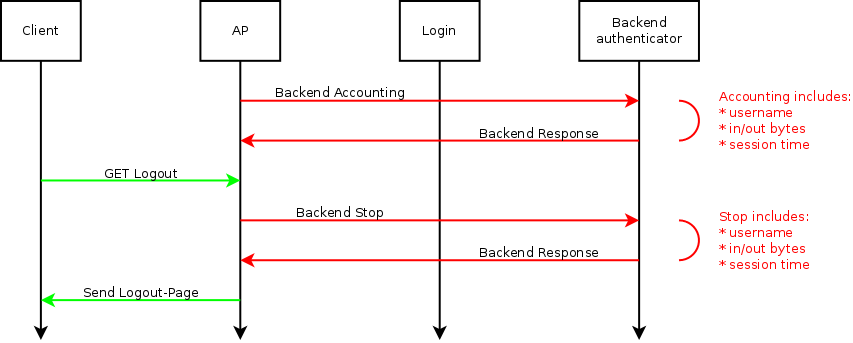 Client
AP
Login
Backend
authenticator
Backend Accounting
Accounting includes:
* username
* in/out bytes
* session time
Backend Response
GET Logout
Backend Stop
Stop includes:
* username
* in/out bytes
* session time
Backend Response
Send Logout-Page